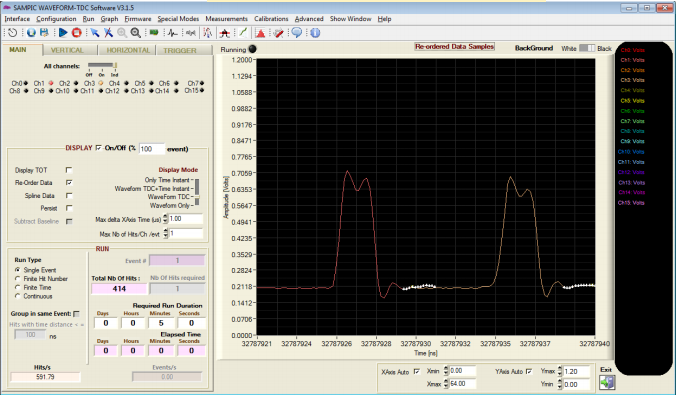 SAMPIC WAVEFORM-TDC Software V3.1.5
Interface Configuration Run Graph Firmware Special Modes Measurements Calibrations Advanced Show Window Help
MAIN VERTICAL HORIZONTAL TRIGGER
All channels:
Off On Ind
Ch0 Ch1 Ch2 Ch3 Ch4 Ch5 Ch6 Ch7
Ch8 Ch9 Ch10 Ch11 Ch12 Ch13 Ch14 Ch15
DISPLAY On/Off (% 100 event)
Display TOT
Re-Order Data
Spline Data
Persist
Subtract Baseline
Display Mode
Only Time Instant
Waveform TDC+Time Instant
WaveForm TDC
Waveform Only
Max delta XAxis Time (us) 1.00
Max Nb of Hits/Ch /evt 1
RUN
Run Type
Single Event
Finite Hit Number
Finite Time
Continuous
Event # 1
Total Nb Of Hits :
414
Nb Of Hits required
1
Group in same Event:
Hits with time distance < =
100 ns
Required Run Duration
Days Hours Minutes Seconds
0 0 5 0
Elapsed Time
Days Hours Minutes Seconds
0 0 0 0
Hits/s
591.79
Events/s
0.00
Running
Re-ordered Data Samples
BackGround White Black
Amplitude [Volts]
1.2000
1.1294
1.0588
0.9882
0.9176
0.8471
0.7765
0.7059
0.6353
0.5647
0.4941
0.4235
0.3529
0.2824
0.2118
0.1412
0.0706
0.0000
32787921 32787923 32787925 32787927 32787929 32787931 32787933 32787935 32787937 32787940
Time [ns]
XAxis Auto Xmin 0.00
Xmax 64.00
YAxis Auto Ymax 1.20
Ymin 0.00
Exit
Ch0: Volts
Ch1: Volts
Ch2: Volts
Ch3: Volts
Ch4: Volts
Ch5: Volts
Ch6: Volts
Ch7: Volts
Ch8: Volts
Ch9: Volts
Ch10: Volts
Ch11: Volts
Ch12: Volts
Ch13: Volts
Ch14: Volts
Ch15: Volts